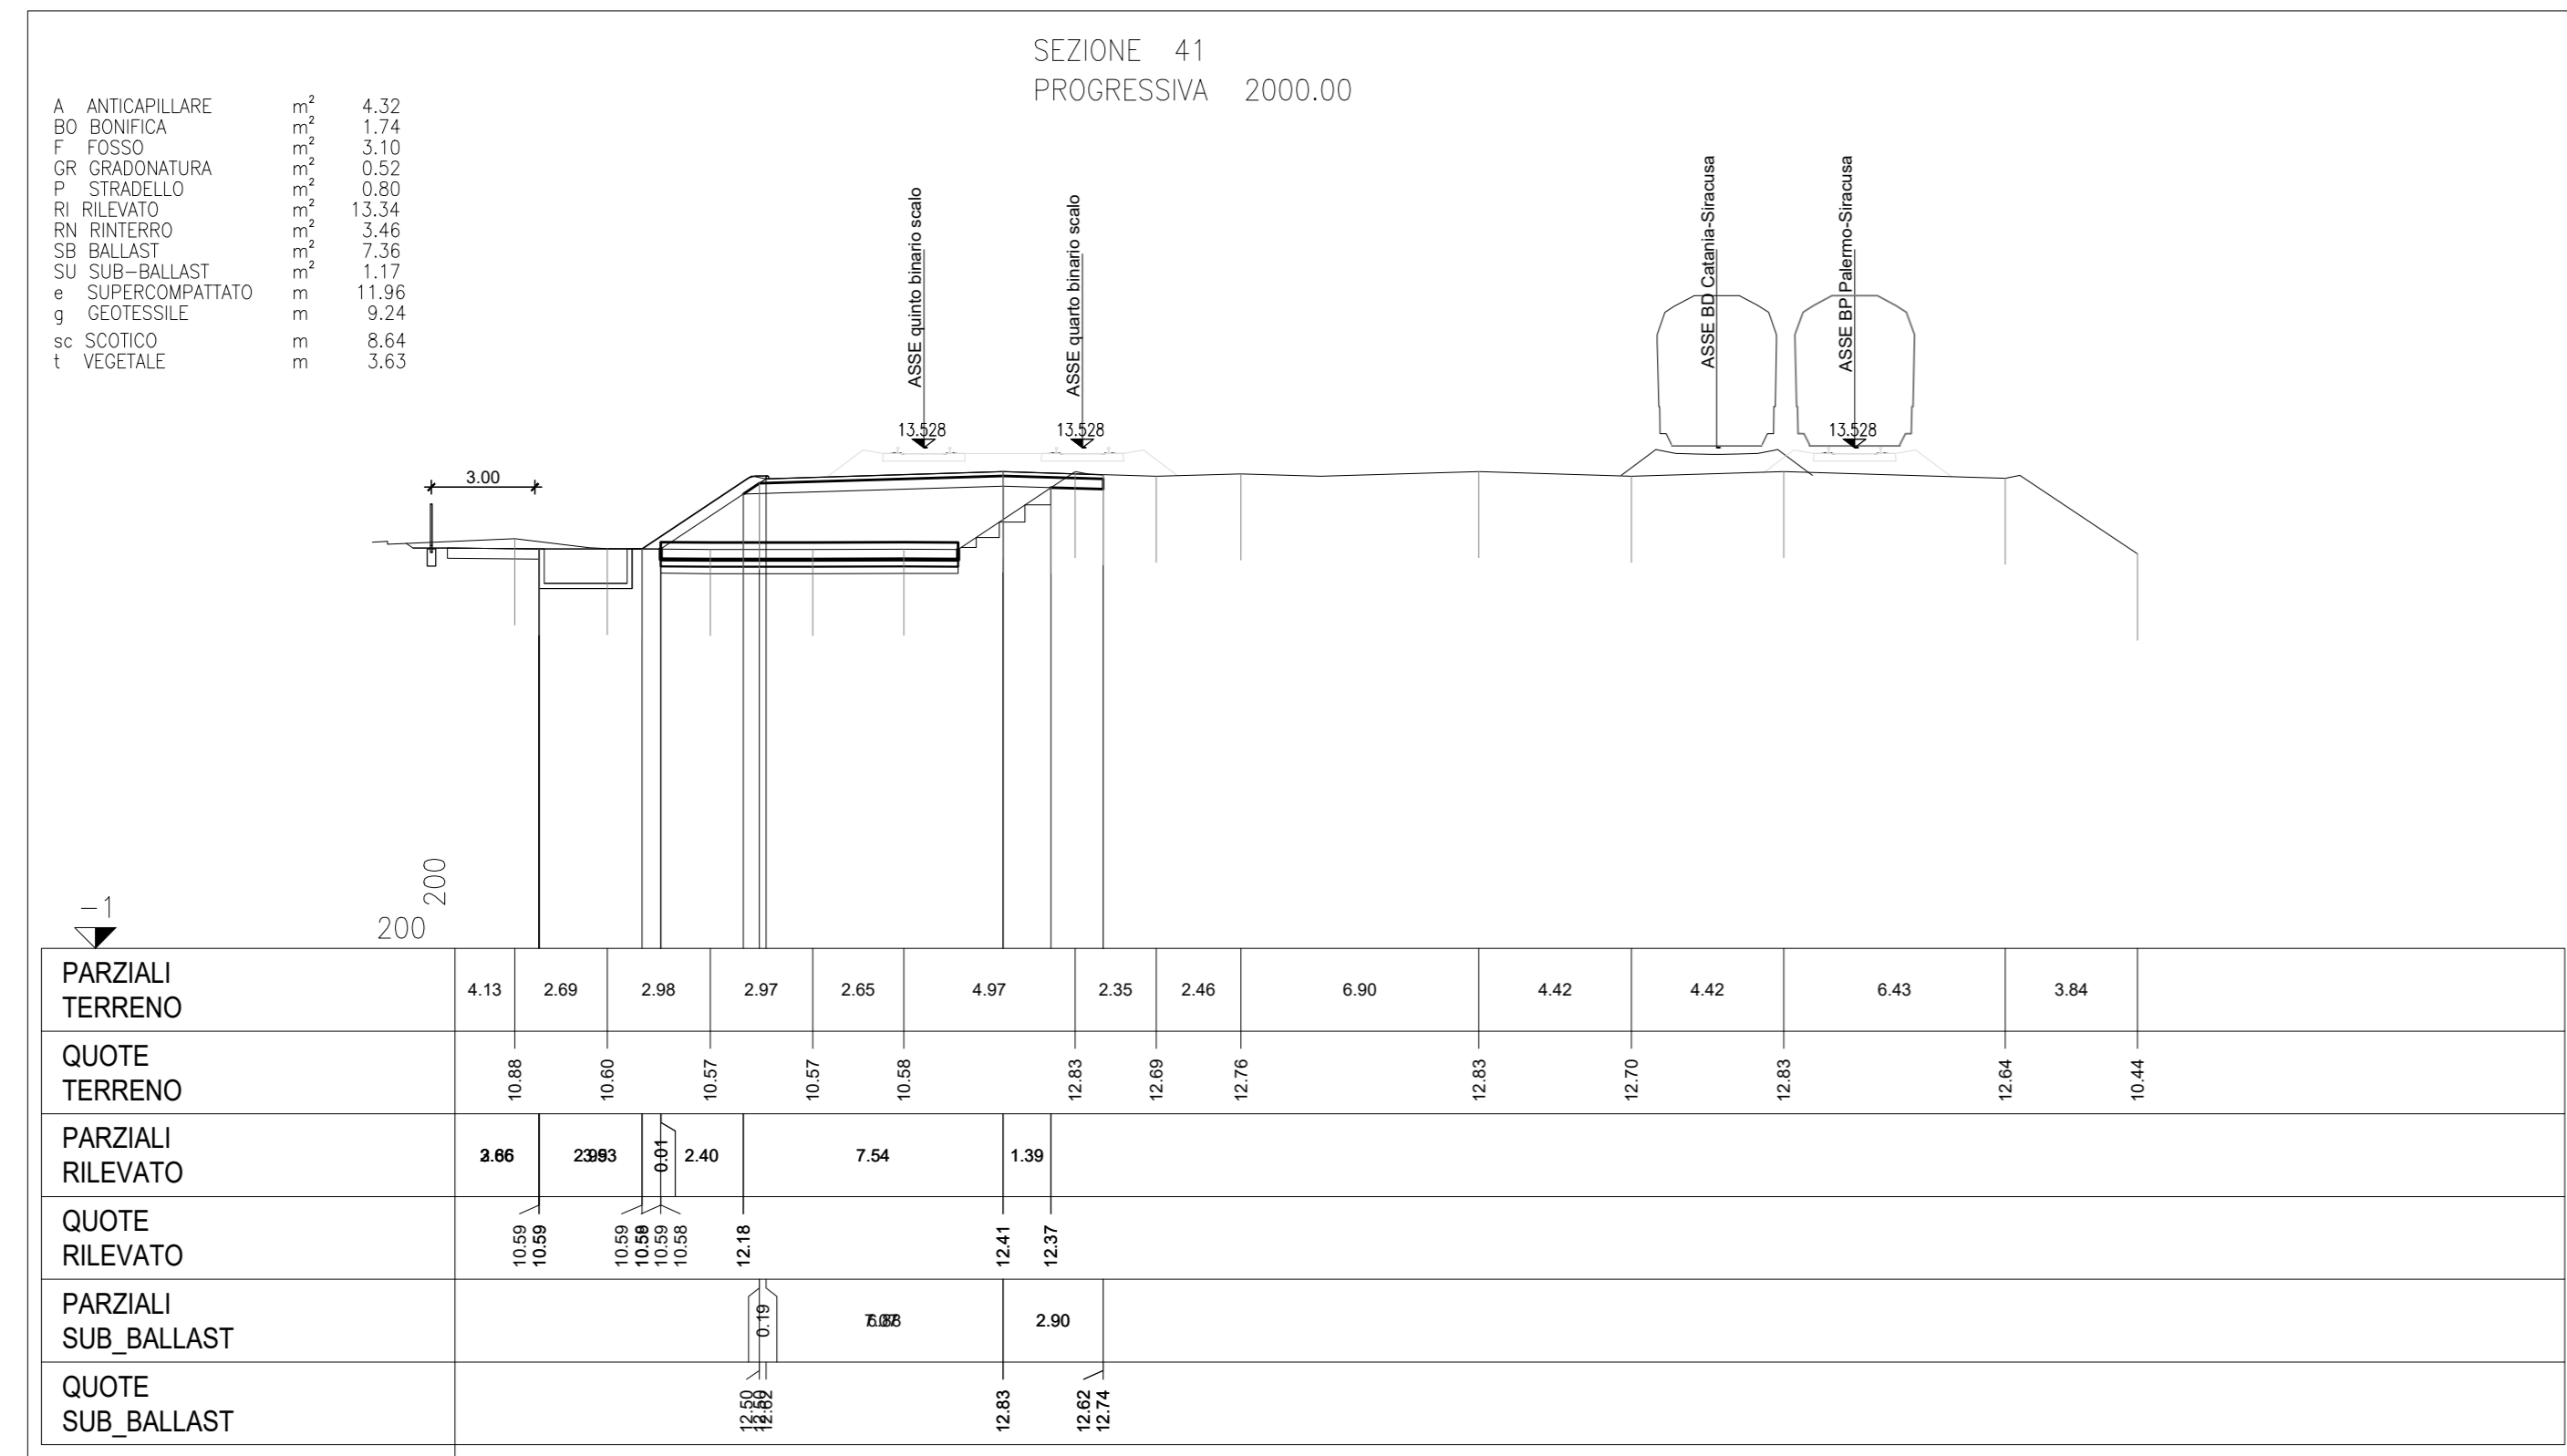 SEZIONE 41
PROGRESSIVA 2000.00
A ANTICAPILLARE m² 4.32
BO BONIFICA m² 1.74
F FOSSO m² 3.10
GR GRADONATURA m² 0.52
P STRADELLO m² 0.80
RI RILEVATO m² 13.34
RN RINTERRO m² 3.46
SB BALLAST m² 7.36
SU SUB-BALLAST m² 1.17
e SUPERCOMPATTATO m 11.96
g GEOTESSILE m 9.24
sc SCOTICO m 8.64
t VEGETALE m 3.63
ASSE quinto binario scalo
ASSE quarto binario scalo
ASSE BD Catania-Siracusa
ASSE BP Palermo-Siracusa
13.528 13.528 13.528
3.00
-1
200
200
PARZIALI
TERRENO
4.13 2.69 2.98 2.97 2.65 4.97 2.35 2.46 6.90 4.42 4.42 6.43 3.84
QUOTE
TERRENO
10.88 10.60 10.57 10.57 10.58 12.83 12.69 12.76 12.83 12.70 12.83 12.64 10.44
PARZIALI
RILEVATO
0.01 2.40 7.54 1.39
QUOTE
RILEVATO
10.59 10.59 10.59 10.59 10.58 12.18 12.41 12.37
PARZIALI
SUB_BALLAST
0.19 2.90
QUOTE
SUB_BALLAST
12.50 12.62 12.83 12.62 12.74